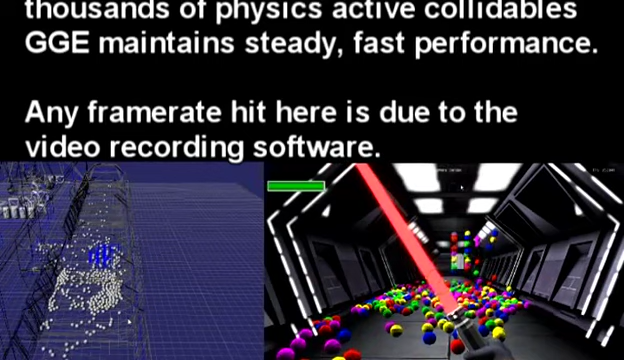 thousands of physics active collidables
GGE maintains steady, fast performance.
Any framerate hit here is due to the
video recording software.